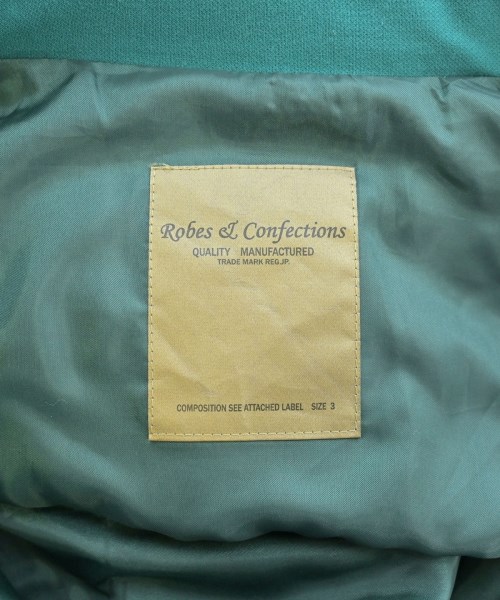 Robes & Confections
QUALITY MANUFACTURED
TRADE MARK REG.JP.
COMPOSITION SEE ATTACHED LABEL SIZE 3